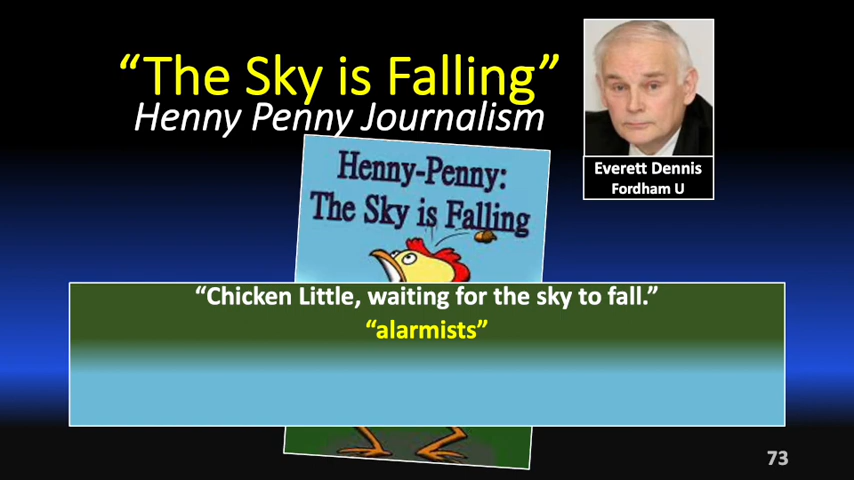 “The Sky is Falling”
Henny Penny Journalism
Everett Dennis
Fordham U
Henny-Penny:
The Sky is Falling
“Chicken Little, waiting for the sky to fall.”
“alarmists”
73